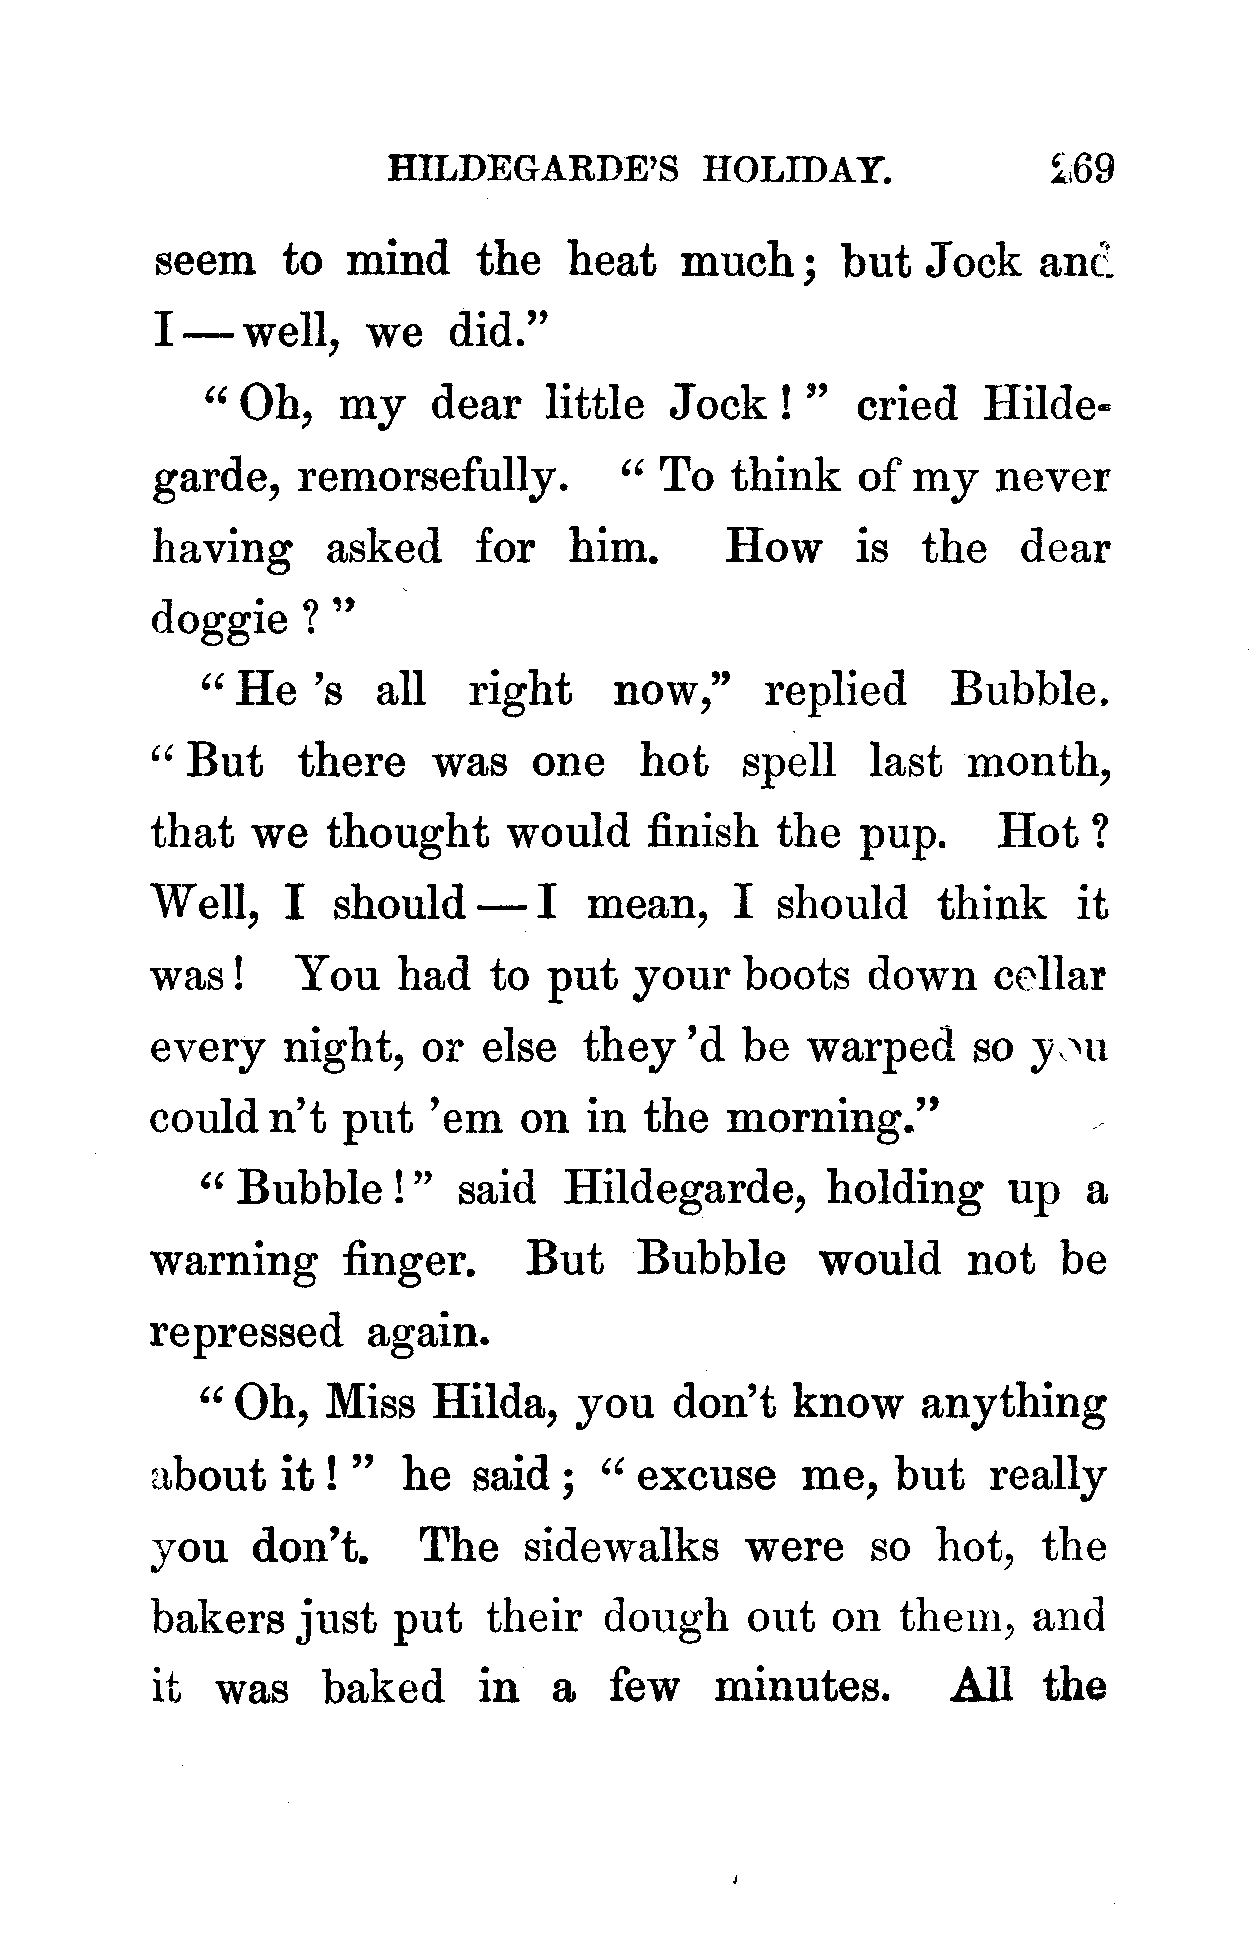 HILDEGARDE'S HOLIDAY. 269
seem to mind the heat much; but Jock and
I — well, we did."
"Oh, my dear little Jock!" cried Hilde-
garde, remorsefully. "To think of my never
having asked for him. How is the dear
doggie?"
"He 's all right now," replied Bubble.
"But there was one hot spell last month,
that we thought would finish the pup. Hot?
Well, I should — I mean, I should think it
was! You had to put your boots down cellar
every night, or else they 'd be warped so you
could n't put 'em on in the morning."
"Bubble!" said Hildegarde, holding up a
warning finger. But Bubble would not be
repressed again.
"Oh, Miss Hilda, you don't know anything
about it!" he said; "excuse me, but really
you don't. The sidewalks were so hot, the
bakers just put their dough out on them, and
it was baked in a few minutes. All the